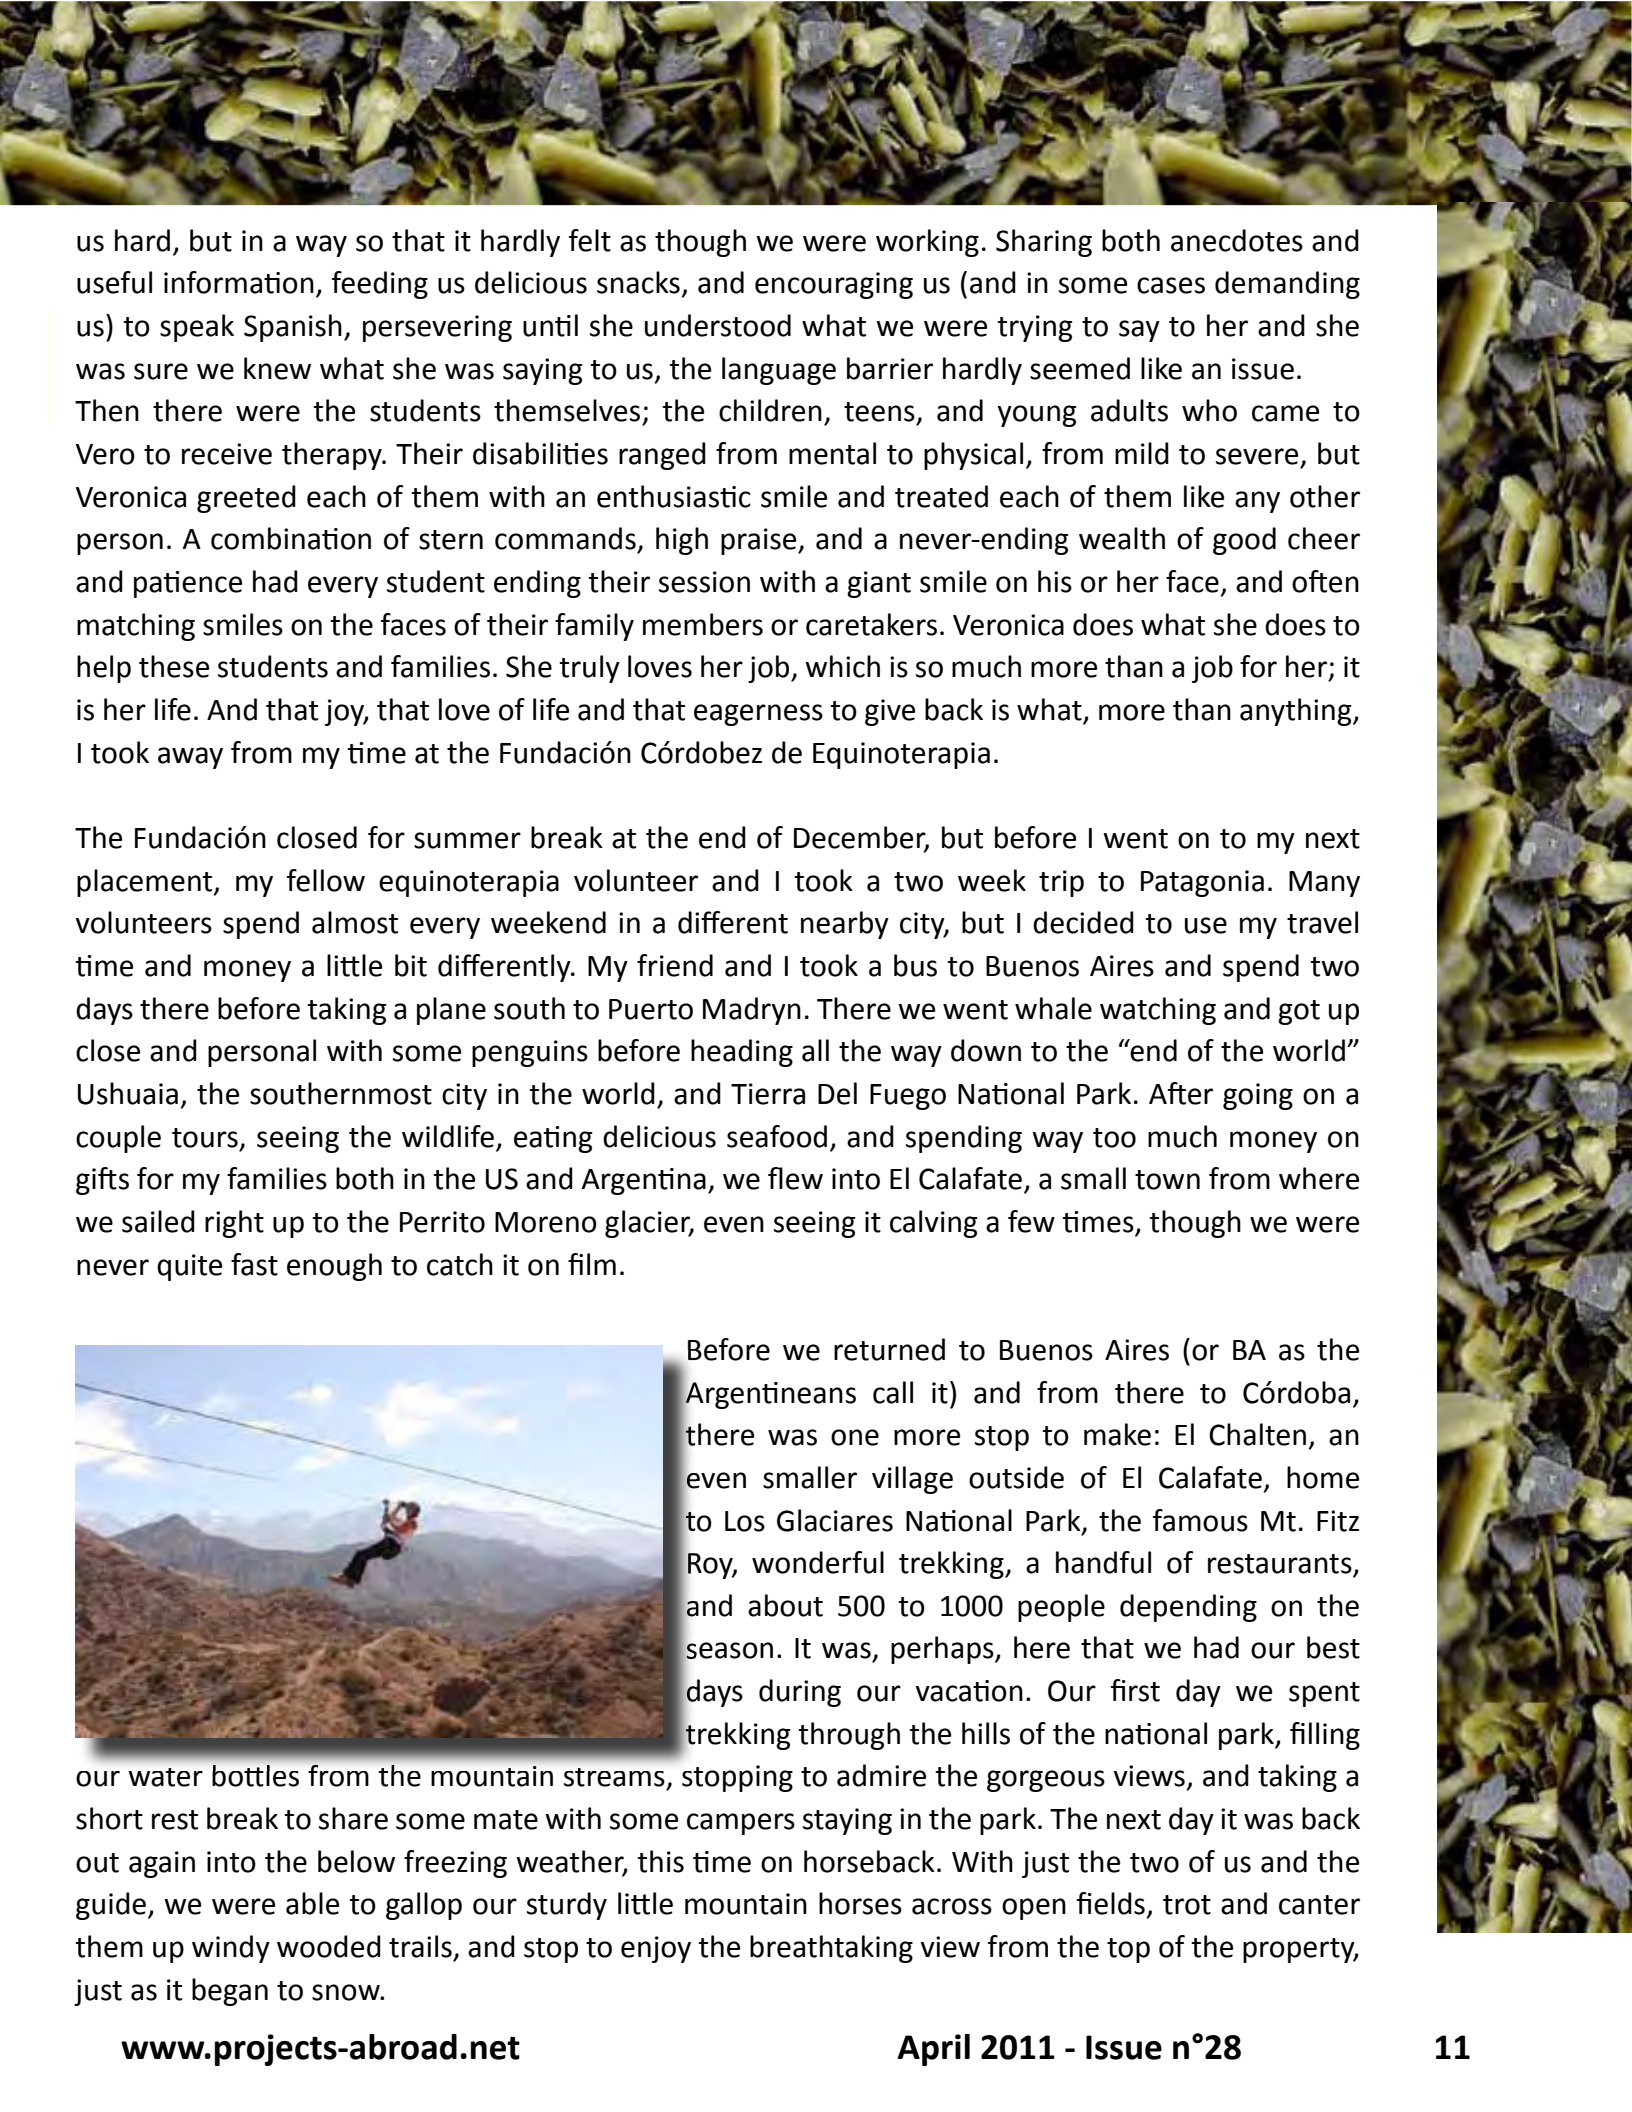 us hard, but in a way so that it hardly felt as though we were working. Sharing both anecdotes and
useful information, feeding us delicious snacks, and encouraging us (and in some cases demanding
us) to speak Spanish, persevering until she understood what we were trying to say to her and she
was sure we knew what she was saying to us, the language barrier hardly seemed like an issue.
Then there were the students themselves; the children, teens, and young adults who came to
Vero to receive therapy. Their disabilities ranged from mental to physical, from mild to severe, but
Veronica greeted each of them with an enthusiastic smile and treated each of them like any other
person. A combination of stern commands, high praise, and a never-ending wealth of good cheer
and patience had every student ending their session with a giant smile on his or her face, and often
matching smiles on the faces of their family members or caretakers. Veronica does what she does to
help these students and families. She truly loves her job, which is so much more than a job for her; it
is her life. And that joy, that love of life and that eagerness to give back is what, more than anything,
I took away from my time at the Fundación Córdobez de Equinoterapia.
The Fundación closed for summer break at the end of December, but before I went on to my next
placement, my fellow equinoterapia volunteer and I took a two week trip to Patagonia. Many
volunteers spend almost every weekend in a different nearby city, but I decided to use my travel
time and money a little bit differently. My friend and I took a bus to Buenos Aires and spend two
days there before taking a plane south to Puerto Madryn. There we went whale watching and got up
close and personal with some penguins before heading all the way down to the “end of the world”
Ushuaia, the southernmost city in the world, and Tierra Del Fuego National Park. After going on a
couple tours, seeing the wildlife, eating delicious seafood, and spending way too much money on
gifts for my families both in the US and Argentina, we flew into El Calafate, a small town from where
we sailed right up to the Perrito Moreno glacier, even seeing it calving a few times, though we were
never quite fast enough to catch it on film.
Before we returned to Buenos Aires (or BA as the
Argentineans call it) and from there to Córdoba,
there was one more stop to make: El Chalten, an
even smaller village outside of El Calafate, home
to Los Glaciares National Park, the famous Mt. Fitz
Roy, wonderful trekking, a handful of restaurants,
and about 500 to 1000 people depending on the
season. It was, perhaps, here that we had our best
days during our vacation. Our first day we spent
trekking through the hills of the national park, filling
our water bottles from the mountain streams, stopping to admire the gorgeous views, and taking a
short rest break to share some mate with some campers staying in the park. The next day it was back
out again into the below freezing weather, this time on horseback. With just the two of us and the
guide, we were able to gallop our sturdy little mountain horses across open fields, trot and canter
them up windy wooded trails, and stop to enjoy the breathtaking view from the top of the property,
just as it began to snow.
www.projects-abroad.net April 2011 - Issue n°28 11